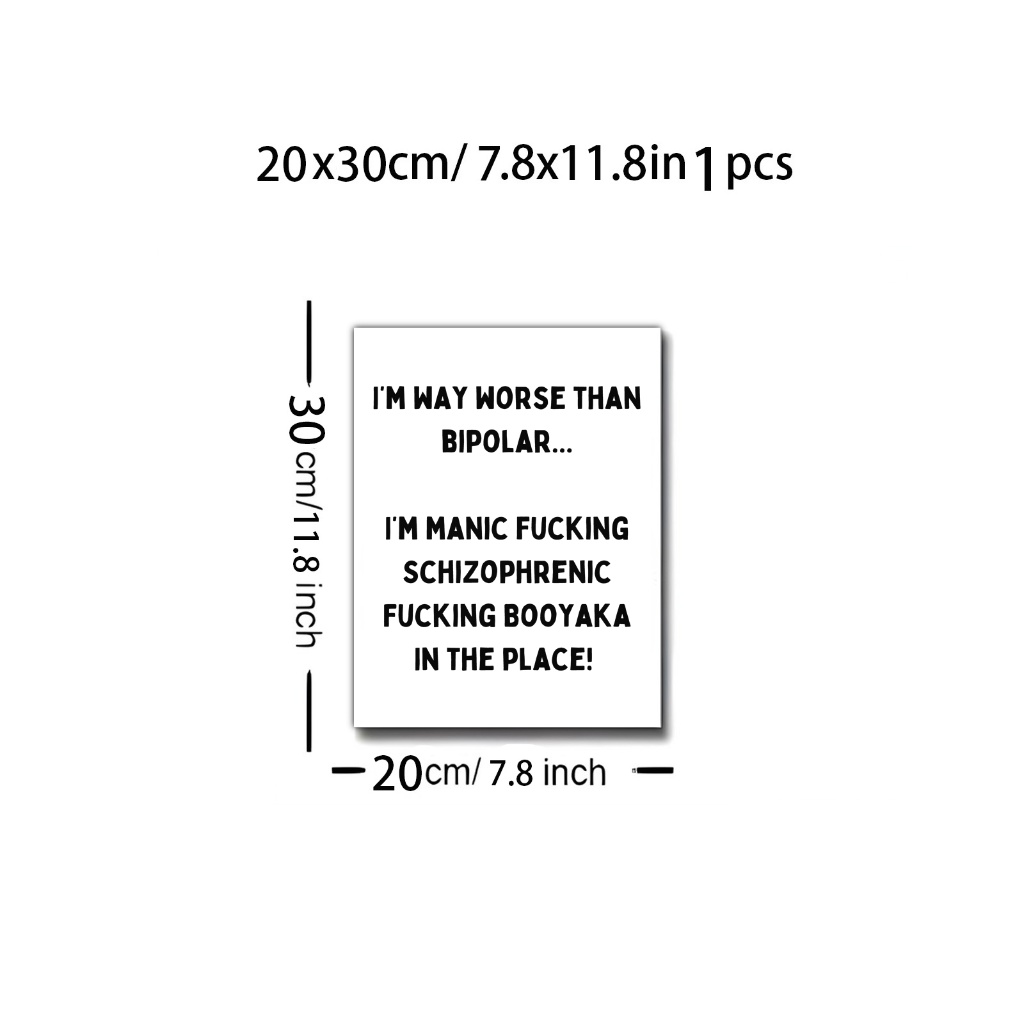 20x30cm/ 7.8x11.8in 1 pcs
30cm/11.8 inch
I'M WAY WORSE THAN
BIPOLAR...
I'M MANIC FUCKING
SCHIZOPHRENIC
FUCKING BOOYAKA
IN THE PLACE!
20cm/ 7.8 inch